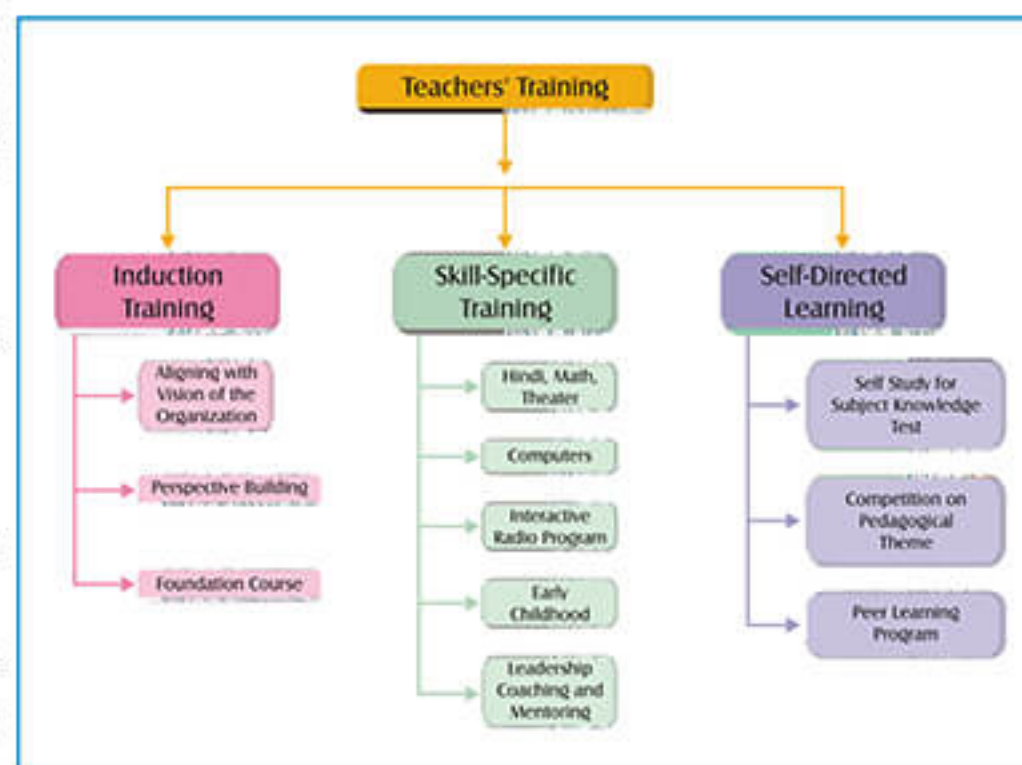 Teachers' Training
Induction
Training
Aligning with
Vision of the
Organization
Perspective Building
Foundation Course
Skill-Specific
Training
Hindi, Math,
Theater
Computers
Interactive
Radio Program
Early
Childhood
Leadership
Coaching and
Mentoring
Self-Directed
Learning
Self Study for
Subject Knowledge
Test
Competition on
Pedagogical
Theme
Peer Learning
Program